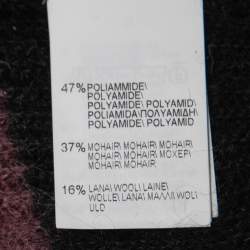 47% POLIAMMIDE\
POLYAMIDE\
POLYAMIDE\ POLYAMID\
POLIAMIDA\ ΠΟΛΥΑΜΙΔΗ\
POLYAMIDE\ POLYAMID
37% MOHAIR\ MOHAIR\ MOHAIR\
MOHAIR\ MOHAIR\ ΜΟΧΕΡ\
MOHAIR\ MOHAIR
16% LANA\ WOOL\ LAINE\
WOLLE\ LANA\ ΜΑΛΛΙ\ WOL\
ULD